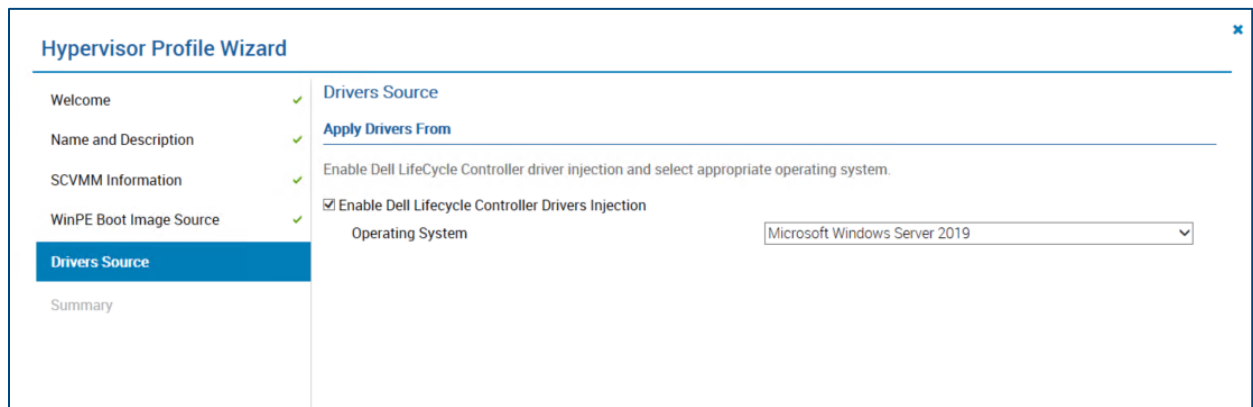 Hypervisor Profile Wizard
Welcome
Name and Description
SCVMM Information
WinPE Boot Image Source
Drivers Source
Summary
Drivers Source
Apply Drivers From
Enable Dell LifeCycle Controller driver injection and select appropriate operating system.
Enable Dell Lifecycle Controller Drivers Injection
Operating System Microsoft Windows Server 2019